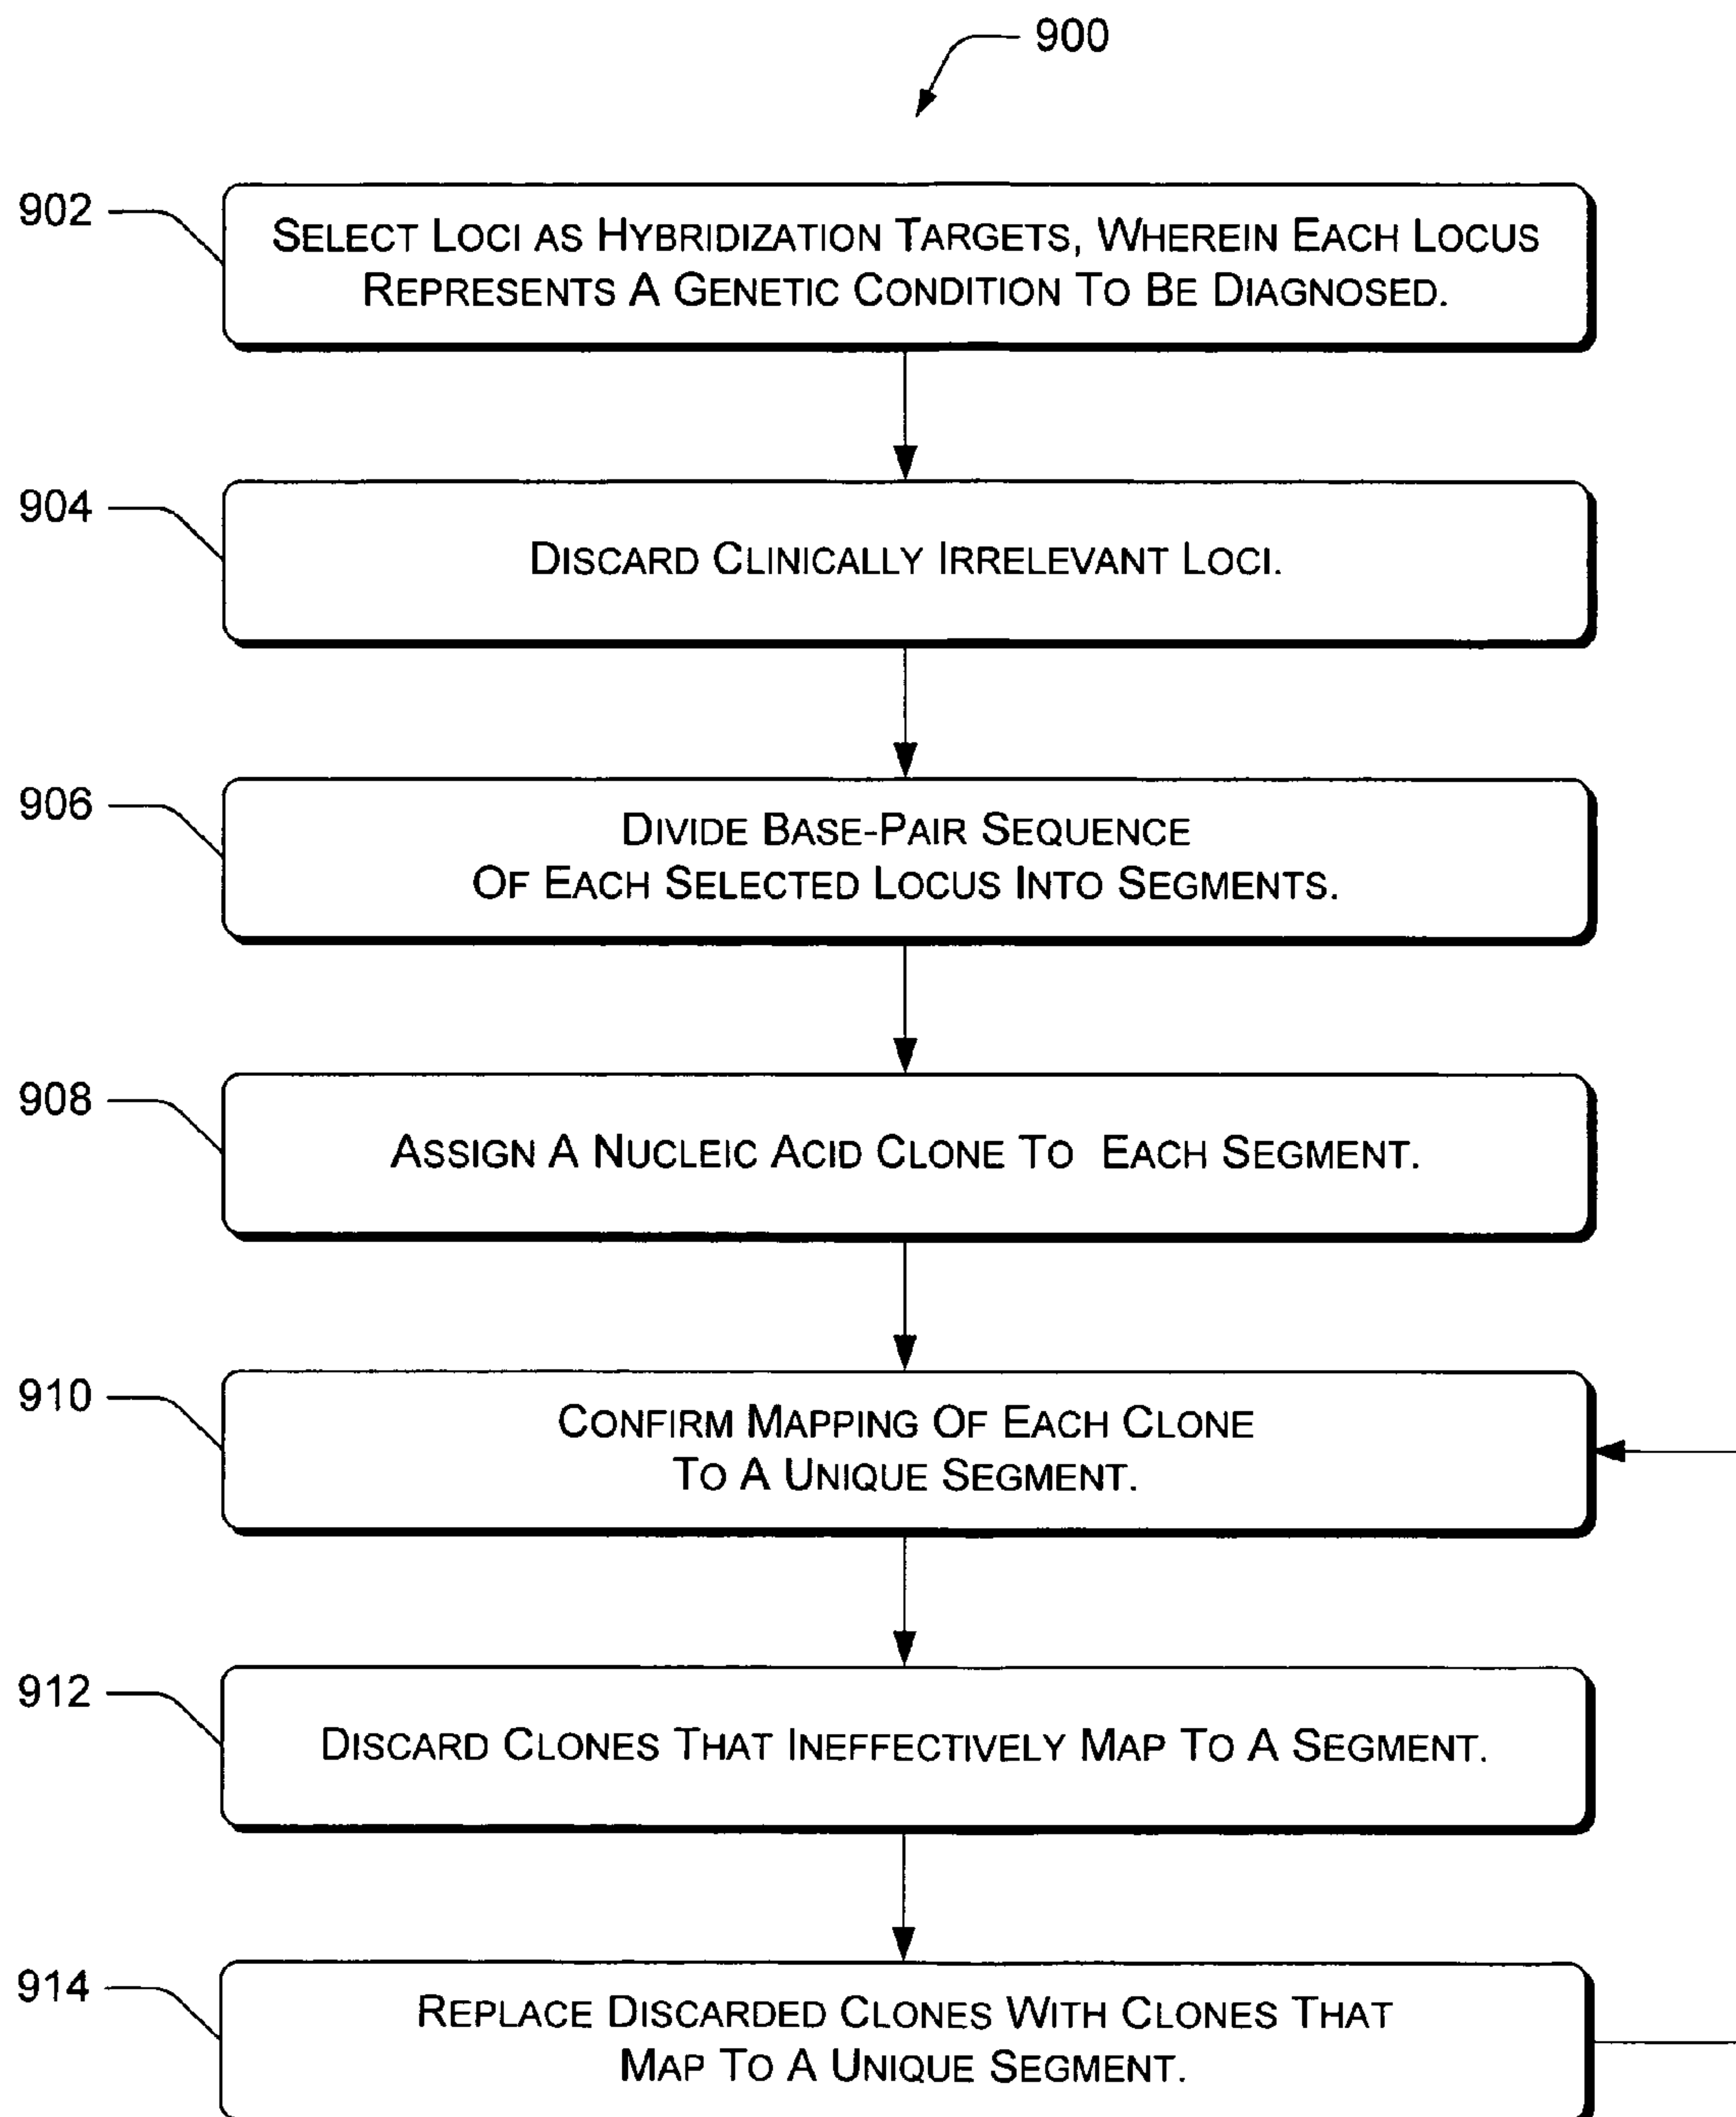 900
902
SELECT LOCI AS HYBRIDIZATION TARGETS, WHEREIN EACH LOCUS
REPRESENTS A GENETIC CONDITION TO BE DIAGNOSED.
904
DISCARD CLINICALLY IRRELEVANT LOCI.
906
DIVIDE BASE-PAIR SEQUENCE
OF EACH SELECTED LOCUS INTO SEGMENTS.
908
ASSIGN A NUCLEIC ACID CLONE TO EACH SEGMENT.
910
CONFIRM MAPPING OF EACH CLONE
TO A UNIQUE SEGMENT.
912
DISCARD CLONES THAT INEFFECTIVELY MAP TO A SEGMENT.
914
REPLACE DISCARDED CLONES WITH CLONES THAT
MAP TO A UNIQUE SEGMENT.